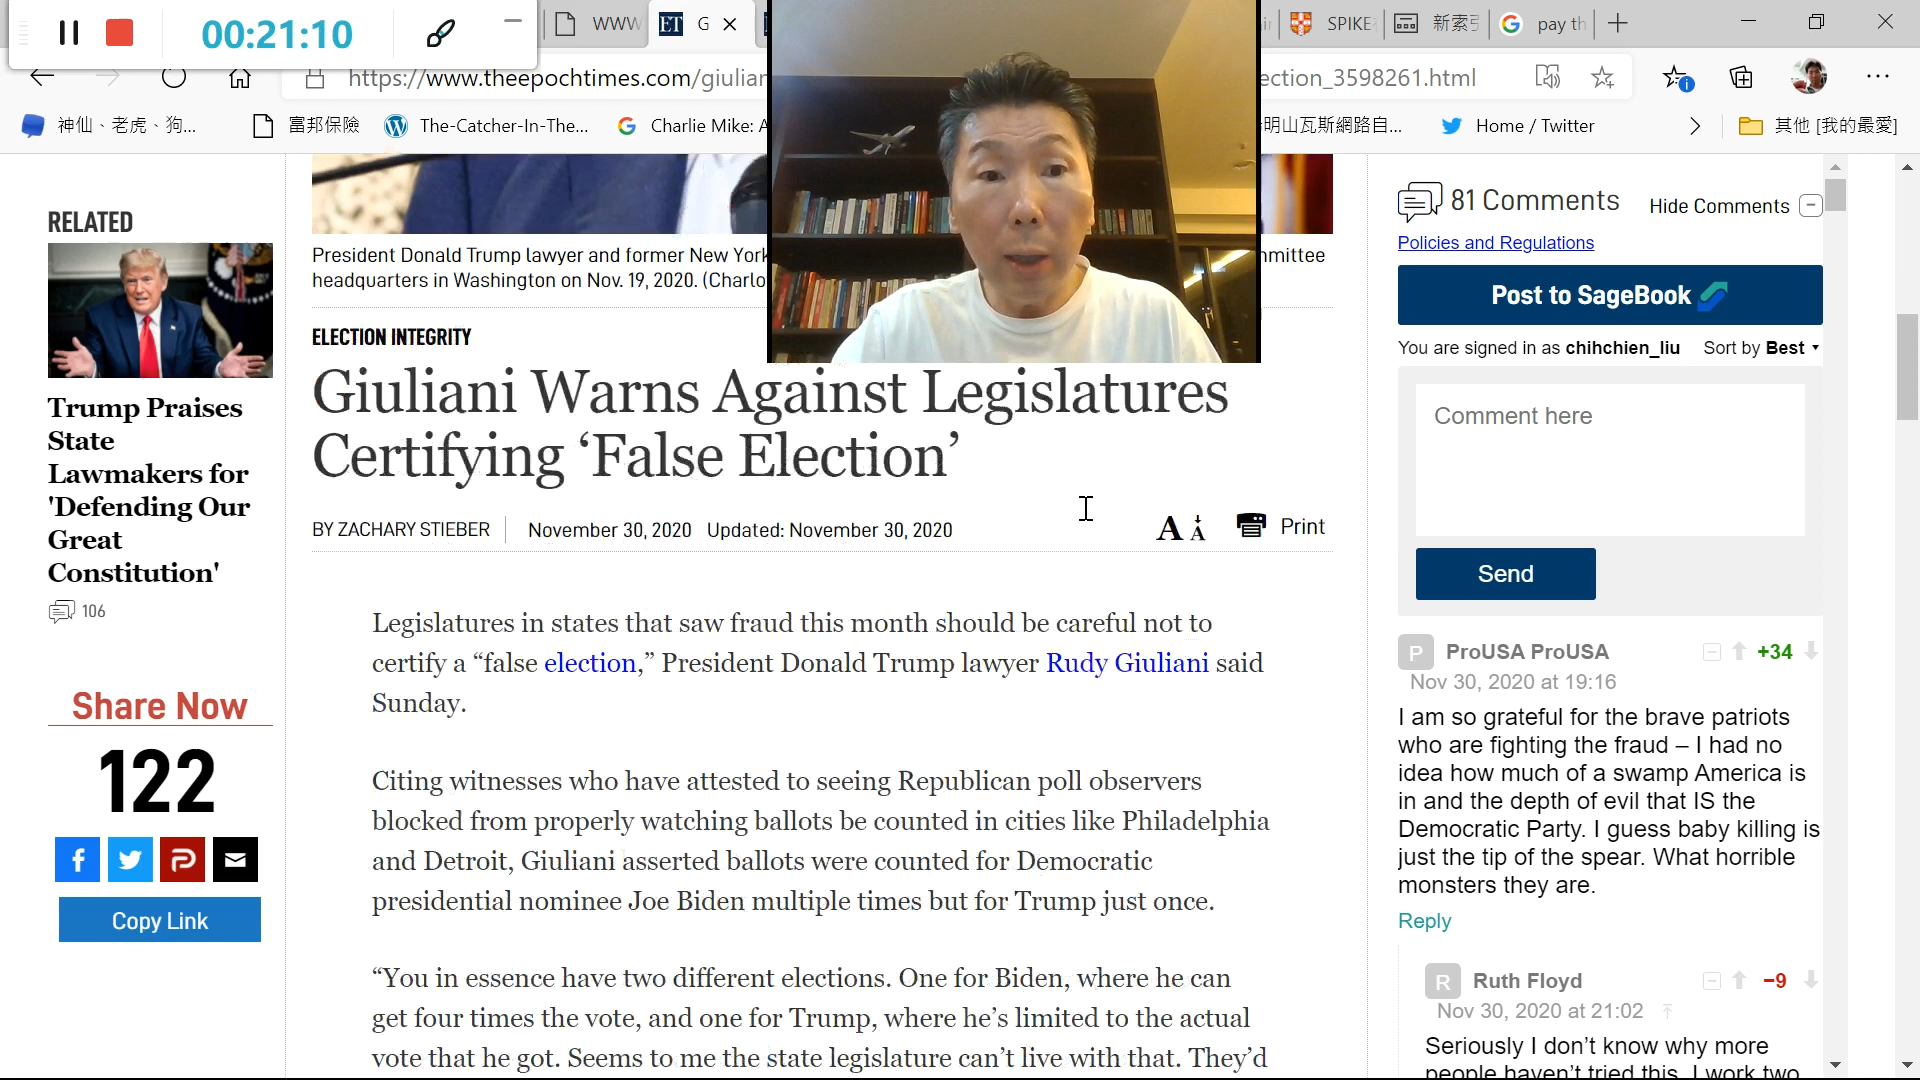 00:21:10
WWW
ET
G
SPIKE
新索引
pay th
https://www.theepochtimes.com/giulian
ection_3598261.html
神仙、老虎、狗...
富邦保險
The-Catcher-In-The...
Charlie Mike: A
明山瓦斯網路自...
Home / Twitter
其他 [我的最愛]
RELATED
Trump Praises
State
Lawmakers for
'Defending Our
Great
Constitution'
106
Share Now
122
Copy Link
President Donald Trump lawyer and former New York
mmittee
headquarters in Washington on Nov. 19, 2020. (Charlo
ELECTION INTEGRITY
Giuliani Warns Against Legislatures
Certifying ‘False Election’
BY ZACHARY STIEBER
November 30, 2020 Updated: November 30, 2020
A A
Print
Legislatures in states that saw fraud this month should be careful not to
certify a “false election,” President Donald Trump lawyer Rudy Giuliani said
Sunday.
Citing witnesses who have attested to seeing Republican poll observers
blocked from properly watching ballots be counted in cities like Philadelphia
and Detroit, Giuliani asserted ballots were counted for Democratic
presidential nominee Joe Biden multiple times but for Trump just once.
“You in essence have two different elections. One for Biden, where he can
get four times the vote, and one for Trump, where he’s limited to the actual
vote that he got. Seems to me the state legislature can’t live with that. They’d
81 Comments
Hide Comments
Policies and Regulations
Post to SageBook
You are signed in as chihchien_liu
Sort by Best
Comment here
Send
P
ProUSA ProUSA
+34
Nov 30, 2020 at 19:16
I am so grateful for the brave patriots
who are fighting the fraud – I had no
idea how much of a swamp America is
in and the depth of evil that IS the
Democratic Party. I guess baby killing is
just the tip of the spear. What horrible
monsters they are.
Reply
R
Ruth Floyd
−9
Nov 30, 2020 at 21:02
Seriously I don’t know why more
people haven’t tried this, I work two